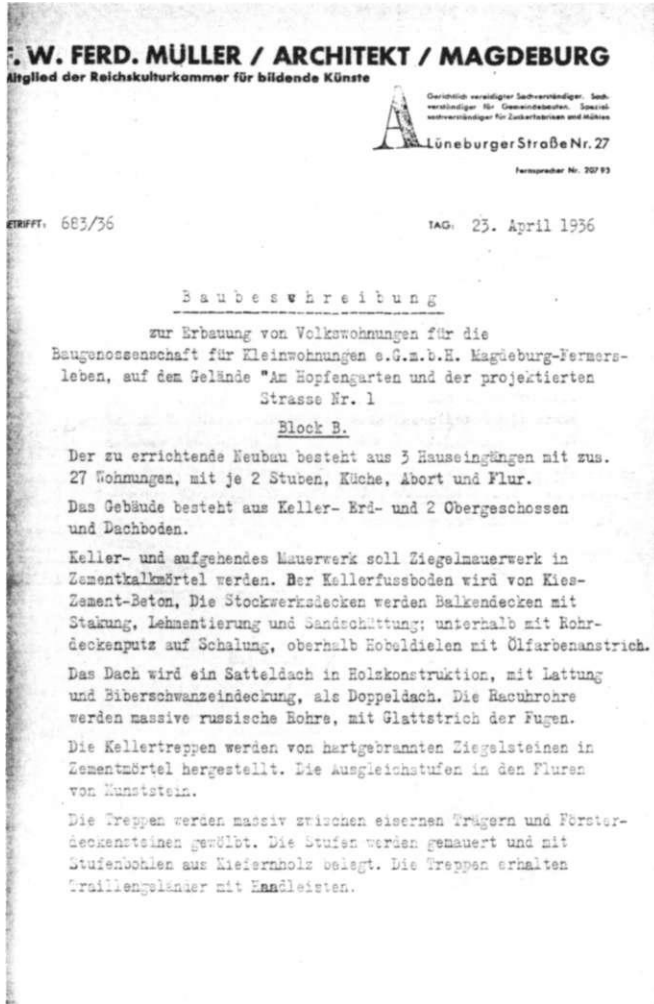 . W. FERD. MÜLLER / ARCHITEKT / MAGDEBURG
Mitglied der Reichskulturkammer für bildende Künste
Gerichtlich vereidigter Sachverständiger. Sach-
verständiger für Gemeindebauten. Spezial-
sachverständiger für Zuckerfabriken und Mühlen
A
Lüneburger Straße Nr. 27
Fernsprecher Nr. 207 93
ETRIFFT: 683/36
TAG: 23. April 1936
Baubeschreibung
zur Erbauung von Volkswohnungen für die
Baugenossenschaft für Kleinwohnungen e.G.m.b.H. Magdeburg-Fermers-
leben, auf dem Gelände "Am Hopfengarten und der projektierten
Strasse Nr. 1
Block B.
Der zu errichtende Neubau besteht aus 3 Hauseingängen mit zus.
27 Wohnungen, mit je 2 Stuben, Küche, Abort und Flur.
Das Gebäude besteht aus Keller- Erd- und 2 Obergeschossen
und Dachboden.
Keller- und aufgehendes Mauerwerk soll Ziegelmauerwerk in
Zementkalkmörtel werden. Der Kellerfussboden wird von Kies-
Zement-Beton, Die Stockwerksdecken werden Balkendecken mit
Stakung, Lehmentierung und Sandschüttung; unterhalb mit Rohr-
deckenputz auf Schalung, oberhalb Hobeldielen mit Ölfarbenanstrich.
Das Dach wird ein Satteldach in Holzkonstruktion, mit Lattung
und Biberschwanzeindeckung, als Doppeldach. Die Racuhrohre
werden massive russische Rohre, mit Glattstrich der Fugen.
Die Kellertreppen werden von hartgebrannten Ziegelsteinen in
Zementmörtel hergestellt. Die Ausgleichstufen in den Fluren
von Kunststein.
Die Treppen werden massiv zwischen eisernen Trägern und Förster-
deckensteinen gewölbt. Die Stufen werden gemauert und mit
Stufenbohlen aus Kiefernholz belegt. Die Treppen erhalten
Traillengeländer mit Handleisten.